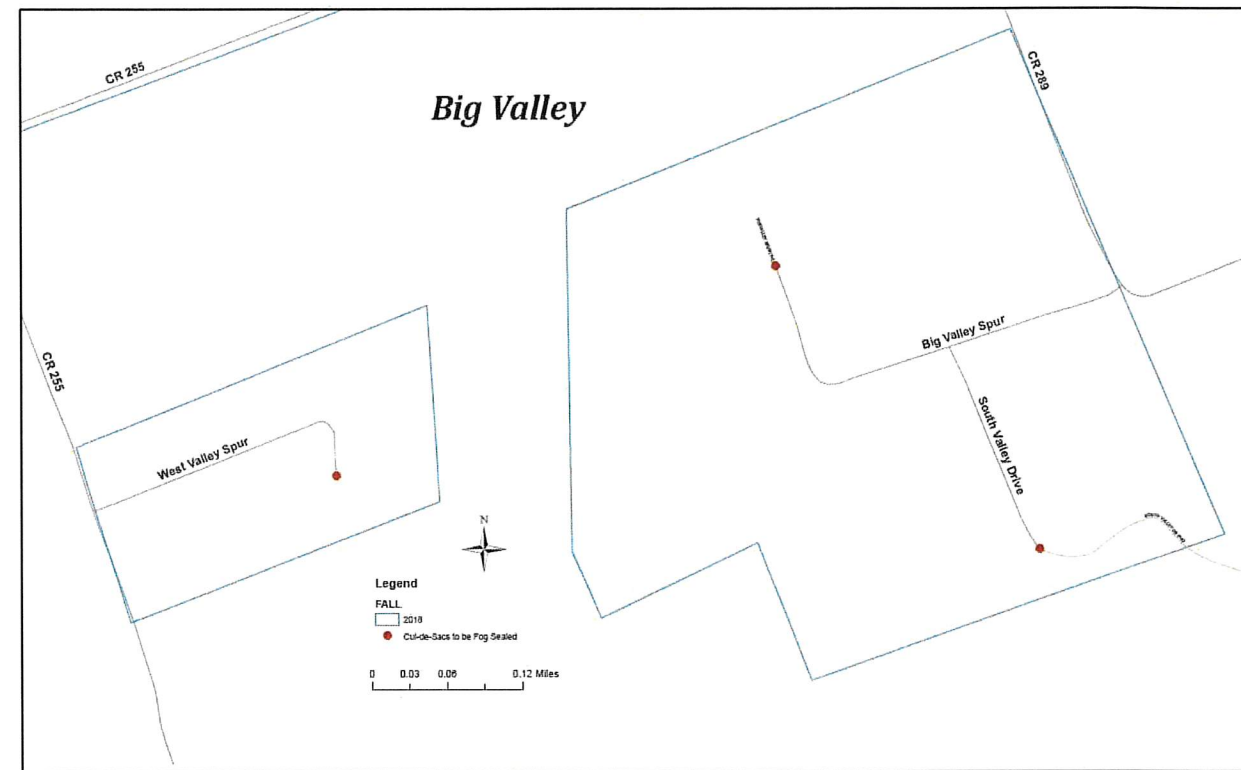 CR 255
Big Valley
CR 289
Big Valley Spur
CR 255
West Valley Spur
South Valley Drive
N
Legend
FALL
2018
Cul-de-Sacs to be Fog Sealed
0 0.03 0.06 0.12 Miles